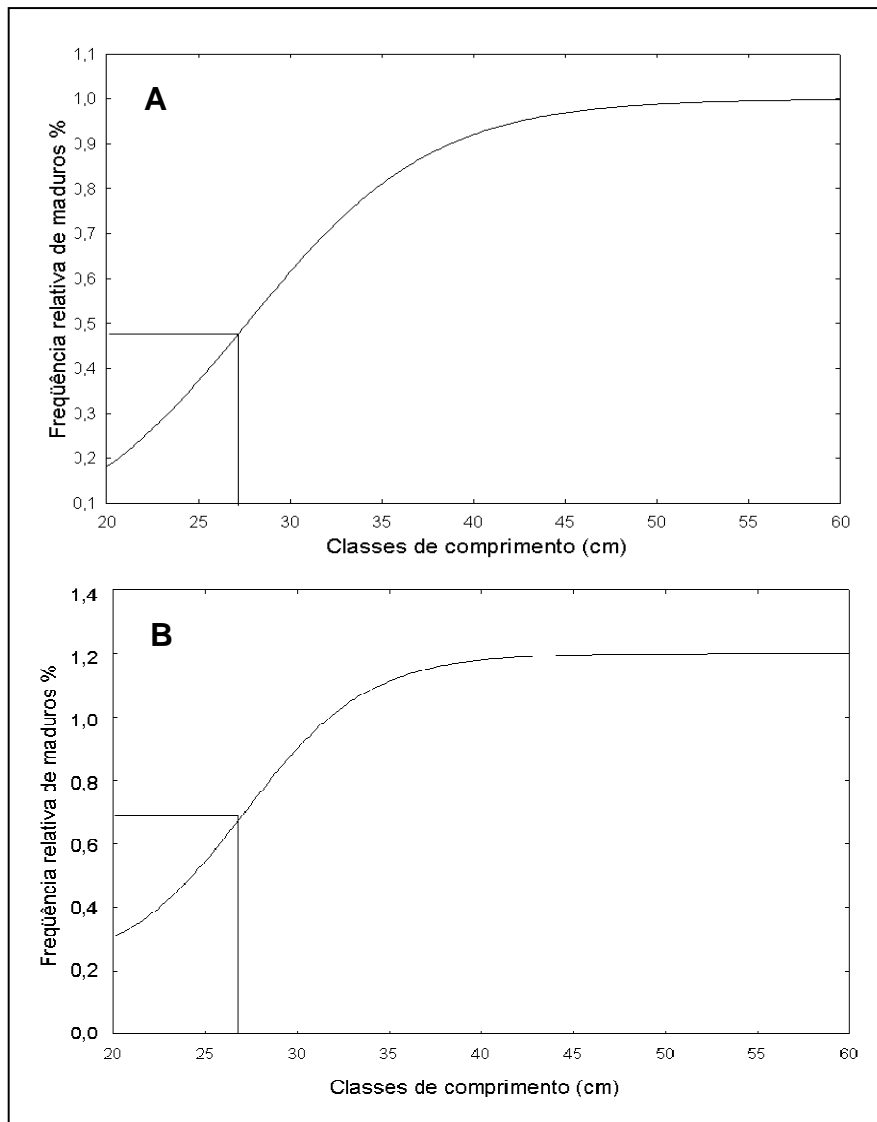 A
Freqüência relativa de maduros %
1,1
1,0
0,9
0,8
0,7
0,6
0,5
0,4
0,3
0,2
0,1
20 25 30 35 40 45 50 55 60
Classes de comprimento (cm)
B
Freqüência relativa de maduros %
1,4
1,2
1,0
0,8
0,6
0,4
0,2
0,0
20 25 30 35 40 45 50 55 60
Classes de comprimento (cm)